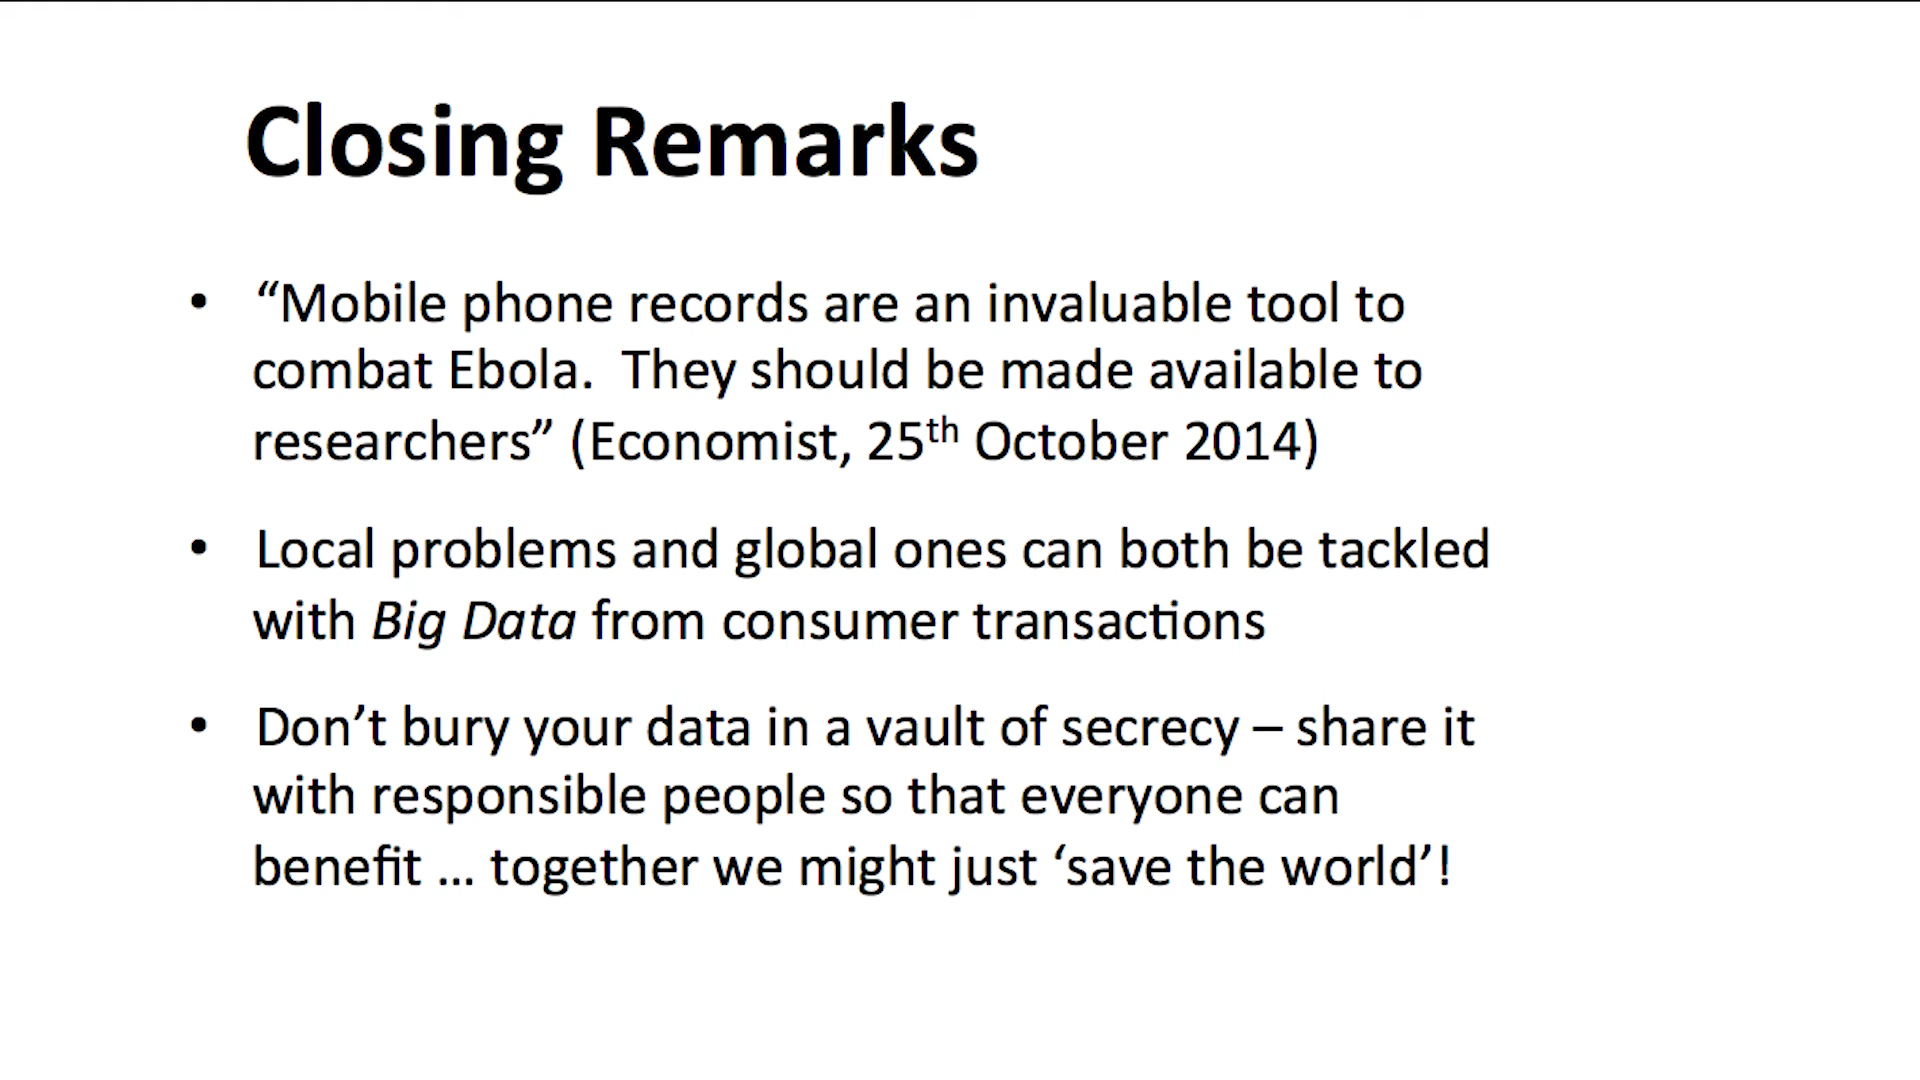 Closing Remarks
• “Mobile phone records are an invaluable tool to
combat Ebola.  They should be made available to
researchers” (Economist, 25th October 2014)
• Local problems and global ones can both be tackled
with Big Data from consumer transactions
• Don’t bury your data in a vault of secrecy – share it
with responsible people so that everyone can
benefit … together we might just ‘save the world’!